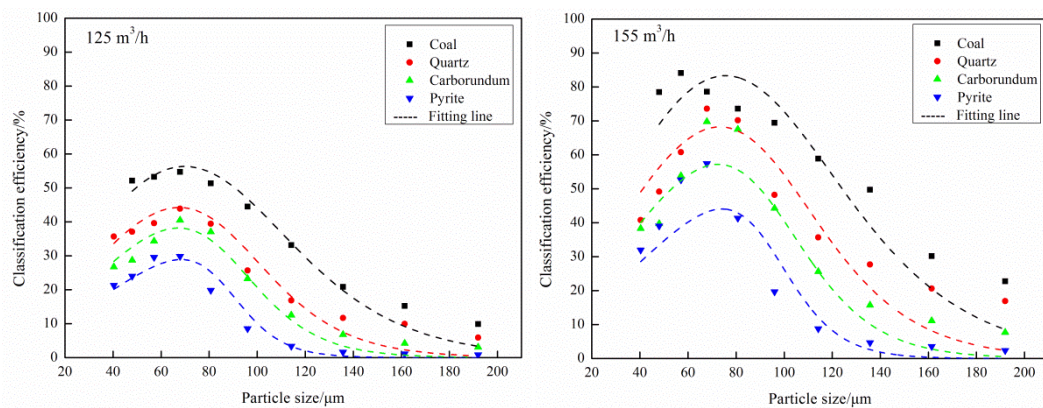 125 m³/h
Coal
Quartz
Carborundum
Pyrite
Fitting line
100
90
80
70
60
50
40
30
20
10
0
Classification efficiency/%
20 40 60 80 100 120 140 160 180 200
Particle size/μm
155 m³/h
Coal
Quartz
Carborundum
Pyrite
Fitting line
100
90
80
70
60
50
40
30
20
10
0
Classification efficiency/%
20 40 60 80 100 120 140 160 180 200
Particle size/μm